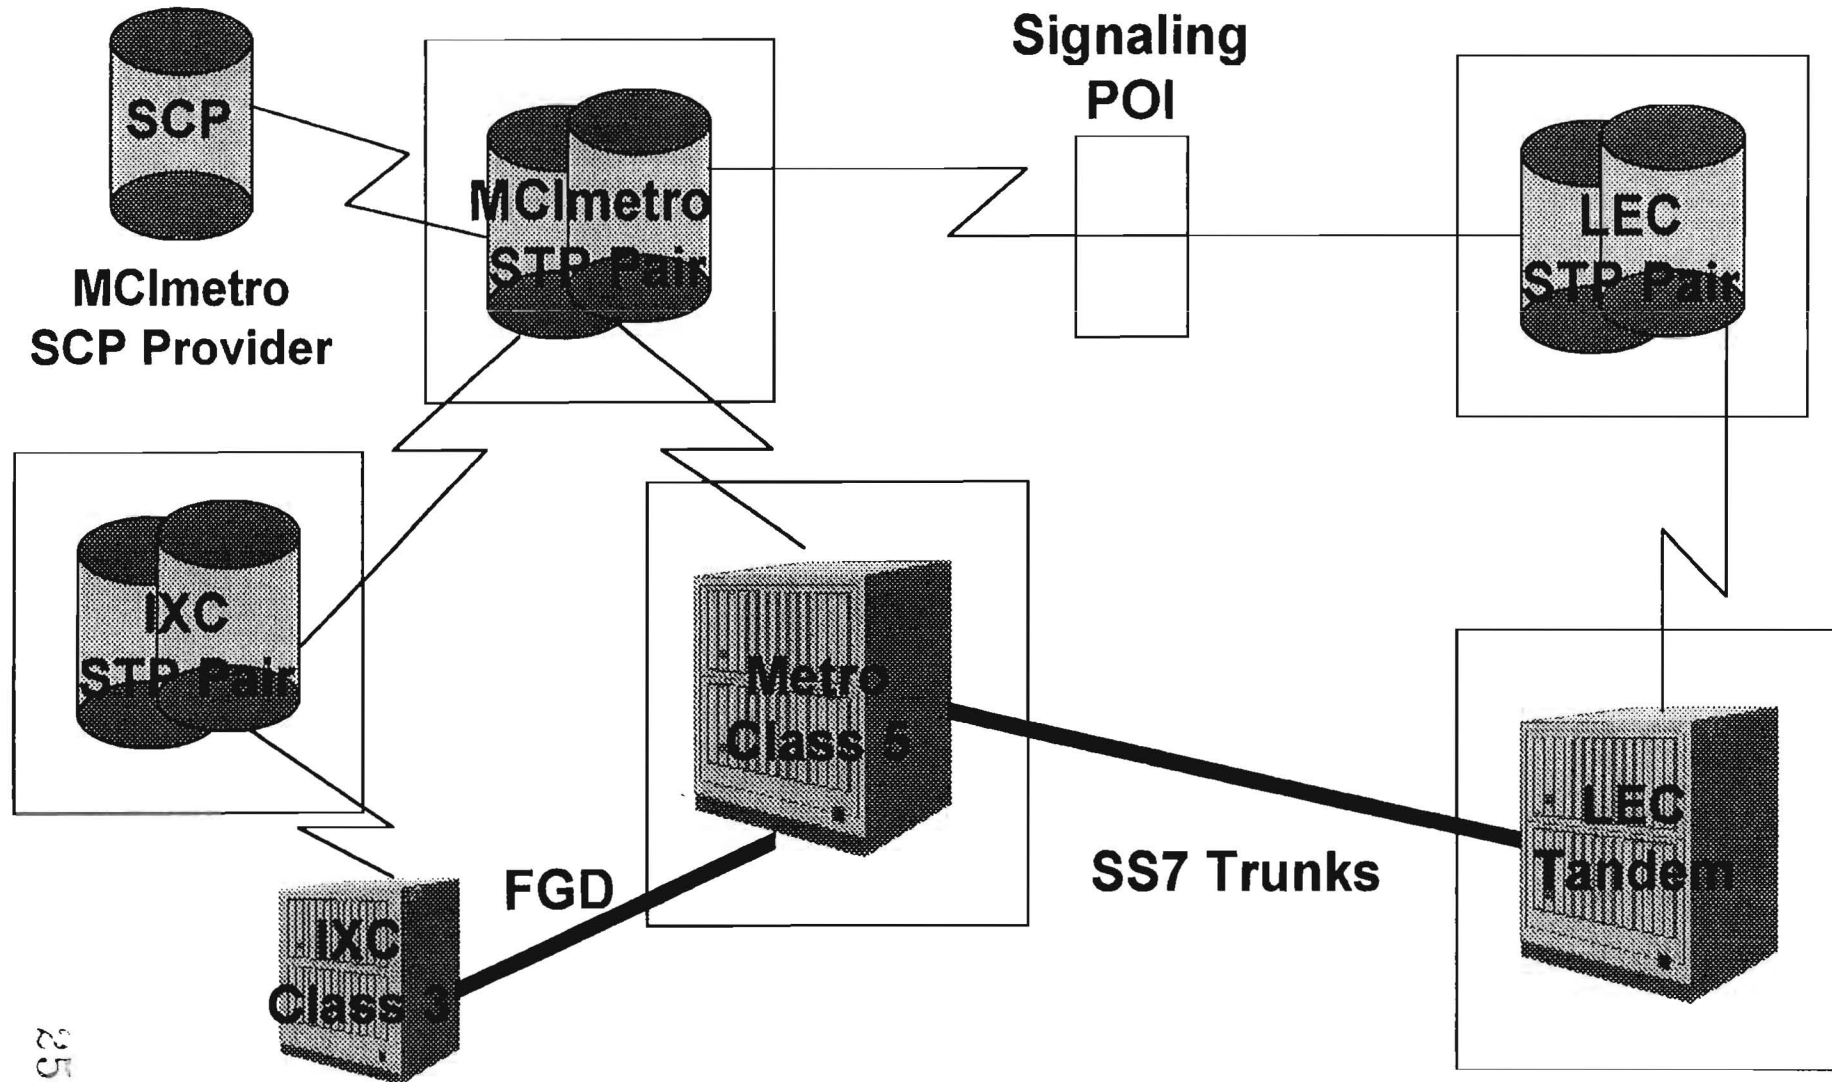 Signaling
POI
SCP
MCImetro
SCP Provider
MCImetro
STP Pair
LEC
STP Pair
IXC
STP Pair
Metro
Class 5
LEC
Tandem
SS7 Trunks
FGD
IXC
Class 3
25